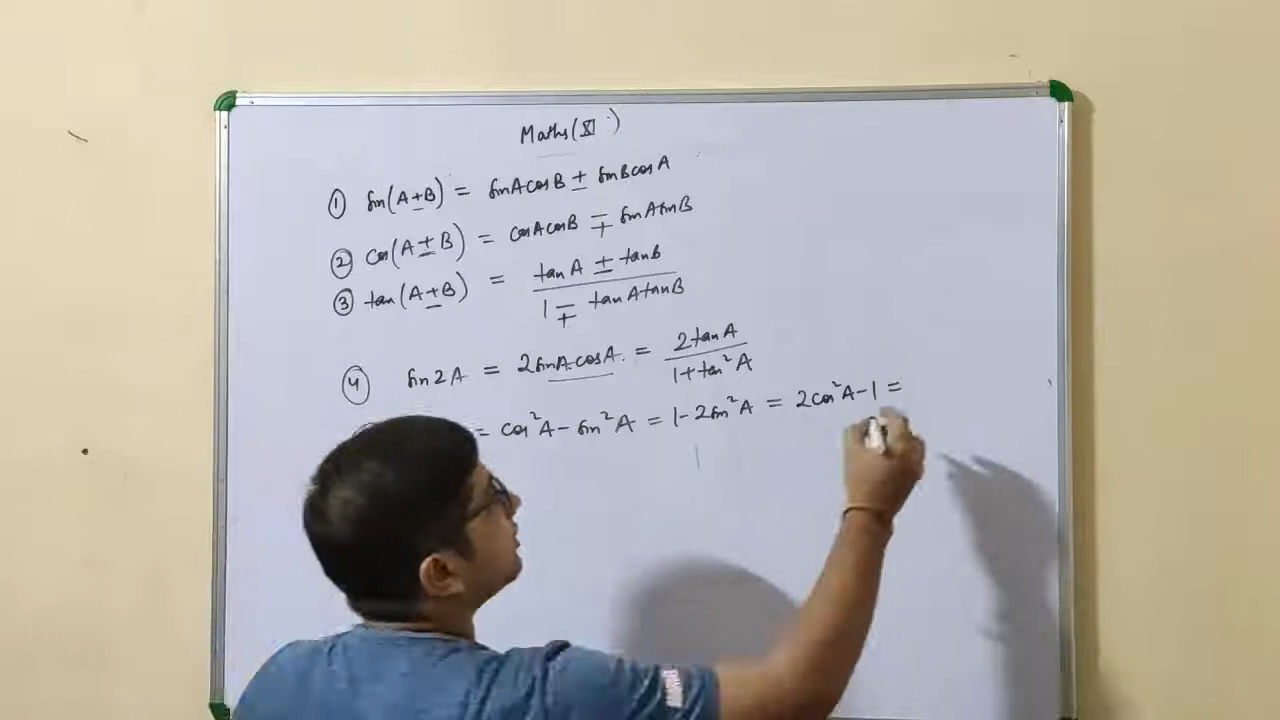 Maths (XI)
① sin(A±B) = sinAcosB ± sinBcosA
② cos(A±B) = cosAcosB ∓ sinAsinB
③ tan(A±B) = tanA ± tanB / 1 ∓ tanAtanB
④ sin2A = 2sinA.cosA. = 2tanA / 1+tan²A
= cos²A - sin²A = 1-2sin²A = 2cos²A-1 =